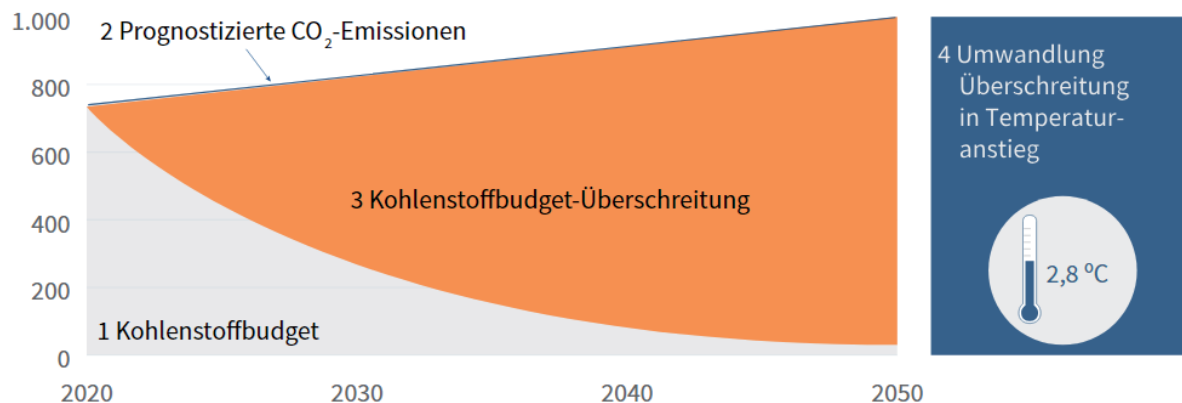 1.000
800
600
400
200
0
2 Prognostizierte CO₂-Emissionen
3 Kohlenstoffbudget-Überschreitung
1 Kohlenstoffbudget
2020 2030 2040 2050
4 Umwandlung
Überschreitung
in Temperatur-
anstieg
2,8 ⁰C